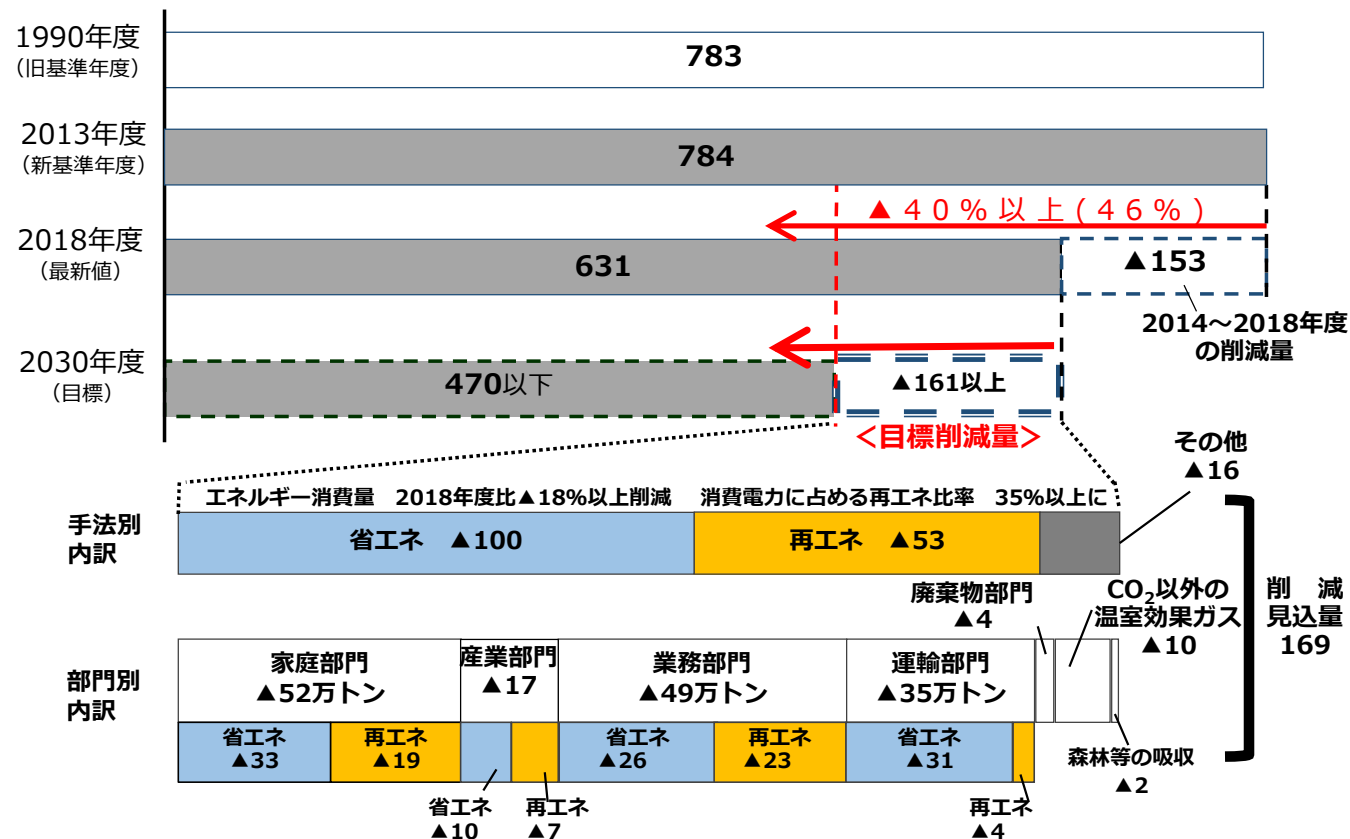 1990年度
（旧基準年度）
783
2013年度
（新基準年度）
784
▲４０％以上(４６％)
2018年度
（最新値）
631
▲153
2014～2018年度
の削減量
2030年度
（目標）
470以下
▲161以上
＜目標削減量＞
その他
▲16
エネルギー消費量　2018年度比▲18%以上削減
消費電力に占める再エネ比率　35%以上に
手法別
内訳
省エネ　▲100
再エネ　▲53
廃棄物部門
▲4
CO₂以外の
温室効果ガス
▲10
削　減
見込量
169
部門別
内訳
家庭部門
▲52万トン
産業部門
▲17
業務部門
▲49万トン
運輸部門
▲35万トン
省エネ
▲33
再エネ
▲19
省エネ
▲10
再エネ
▲7
省エネ
▲26
再エネ
▲23
省エネ
▲31
再エネ
▲4
森林等の吸収
▲2